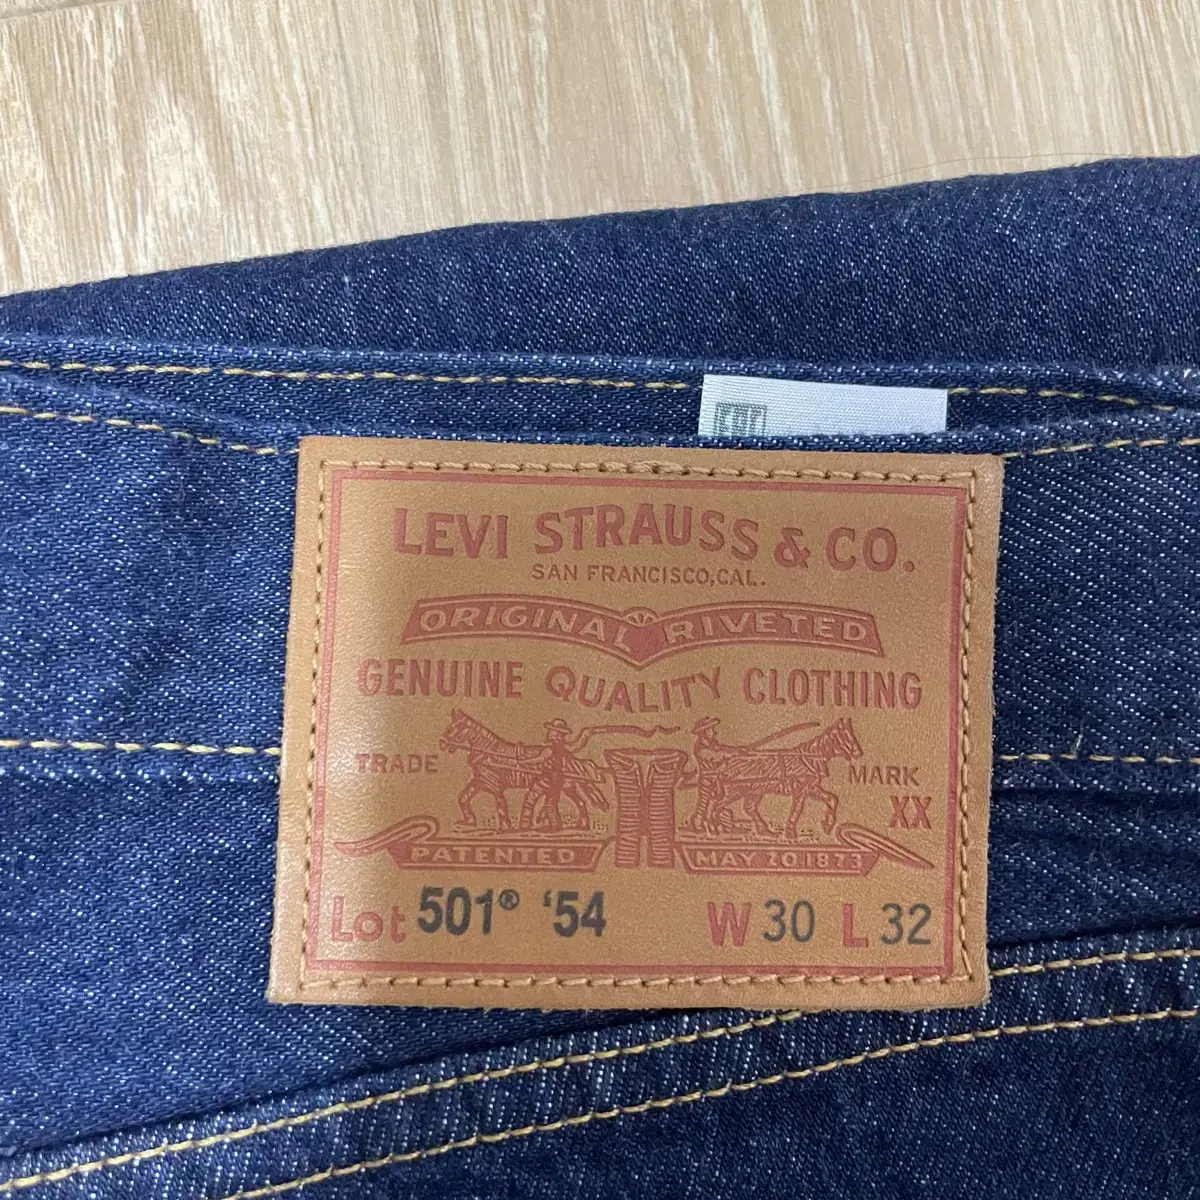 LEVI STRAUSS & CO.
SAN FRANCISCO, CAL.
ORIGINAL RIVETED
GENUINE QUALITY CLOTHING
TRADE MARK
XX
PATENTED MAY 20 1873
Lot 501® '54 W 30 L 32